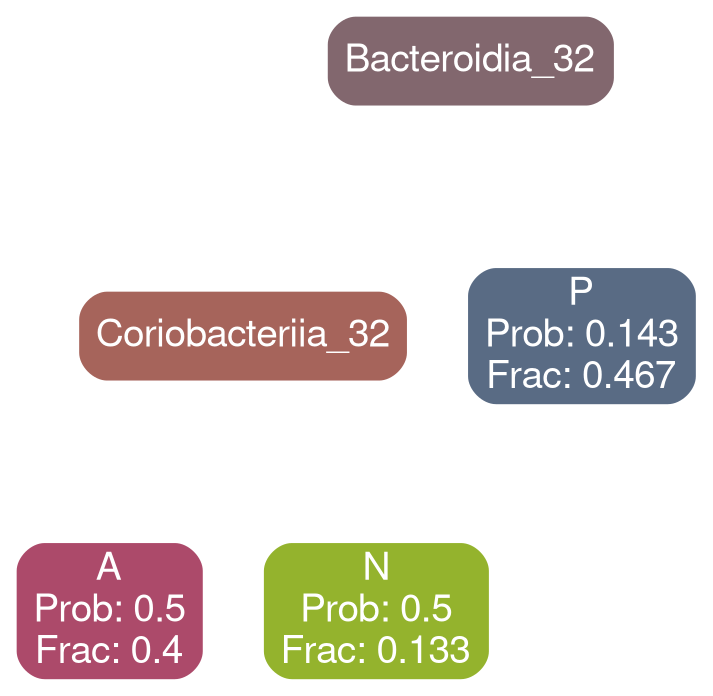 Bacteroidia_32
Coriobacteriia_32
P
Prob: 0.143
Frac: 0.467
A
Prob: 0.5
Frac: 0.4
N
Prob: 0.5
Frac: 0.133